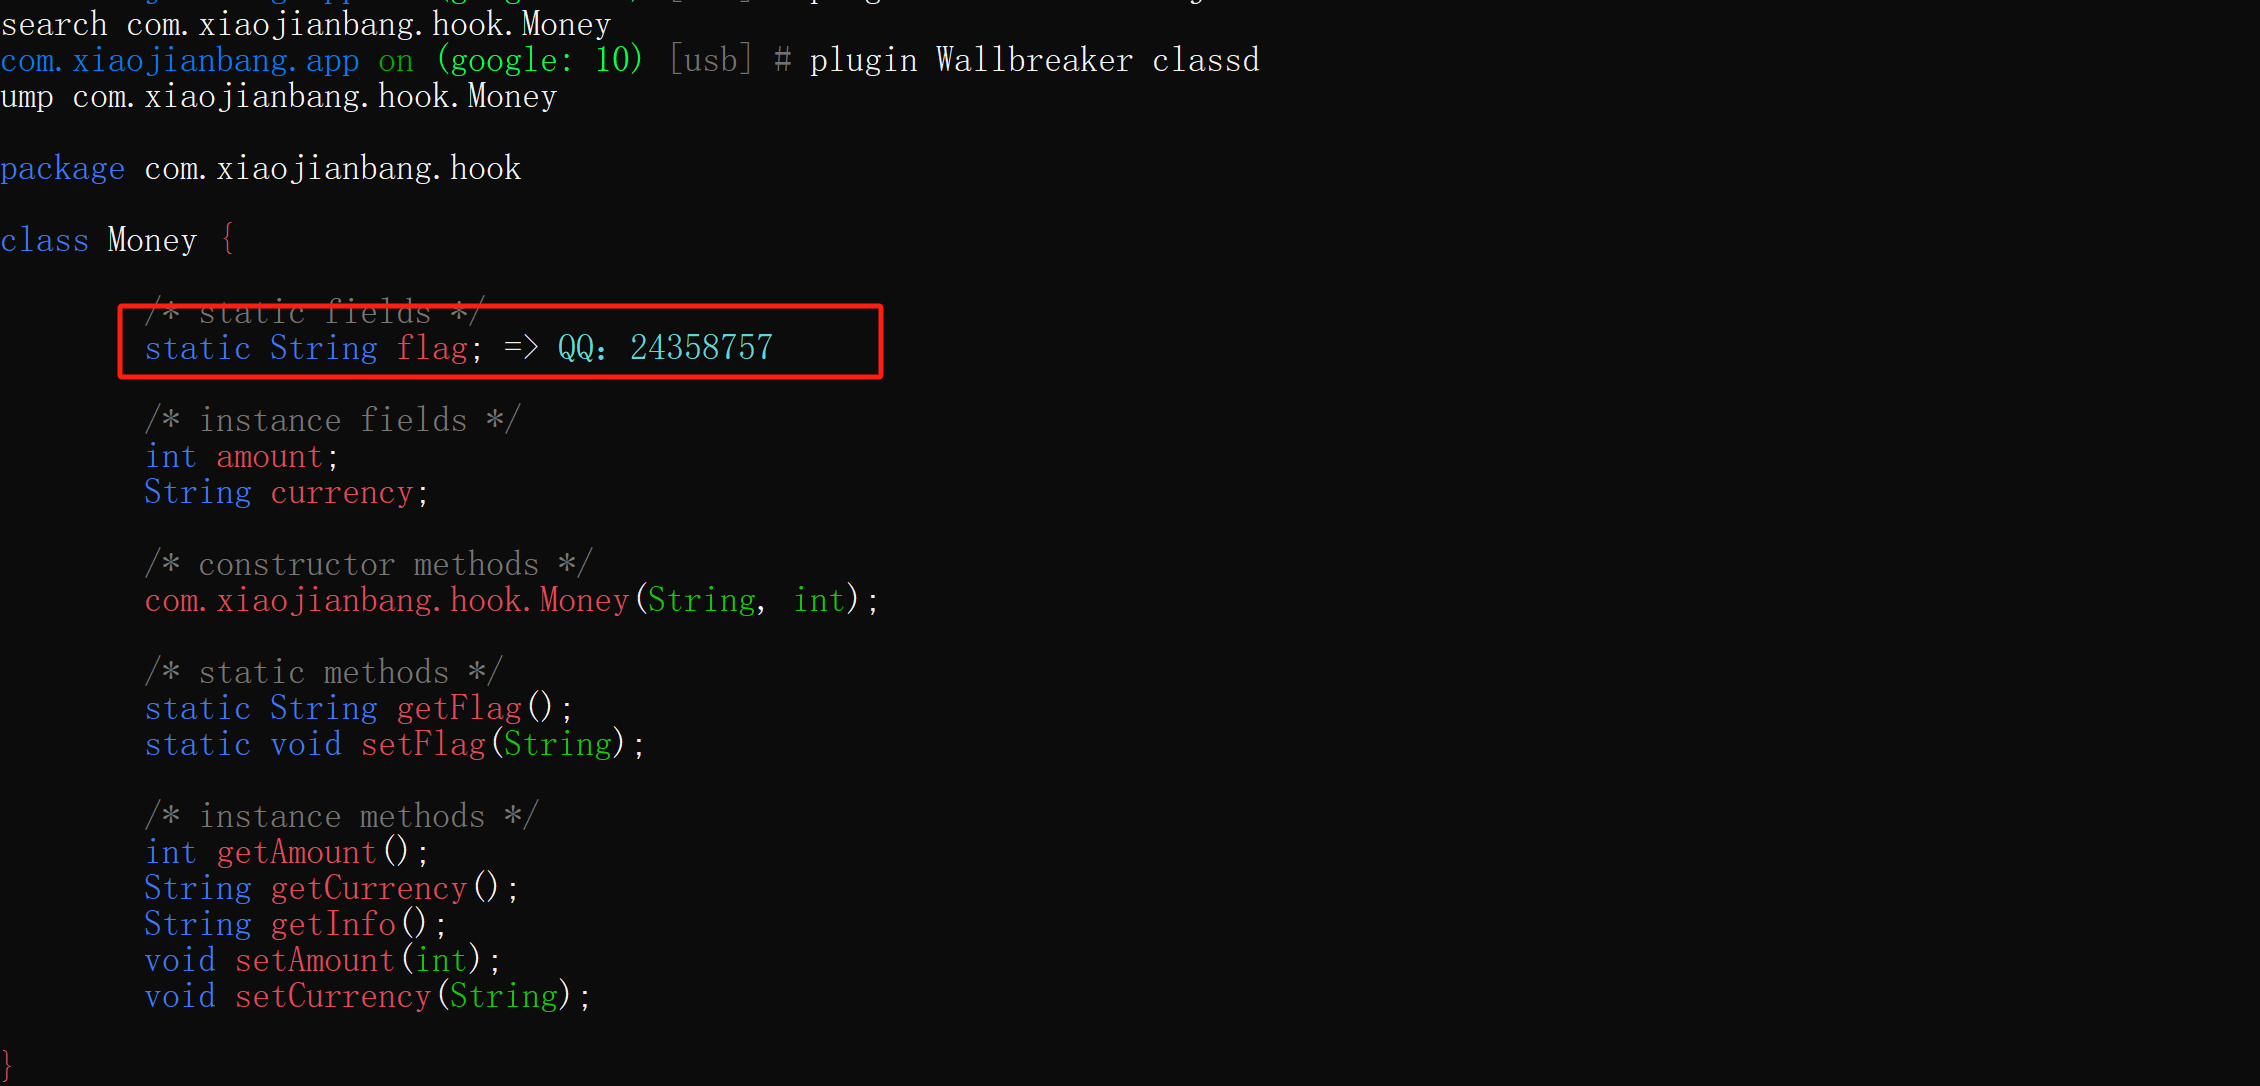 search com.xiaojianbang.hook.Money
com.xiaojianbang.app on (google: 10) [usb] # plugin Wallbreaker classd
ump com.xiaojianbang.hook.Money
package com.xiaojianbang.hook
class Money {
/* static fields */
static String flag; => QQ：24358757
/* instance fields */
int amount;
String currency;
/* constructor methods */
com.xiaojianbang.hook.Money(String, int);
/* static methods */
static String getFlag();
static void setFlag(String);
/* instance methods */
int getAmount();
String getCurrency();
String getInfo();
void setAmount(int);
void setCurrency(String);
}